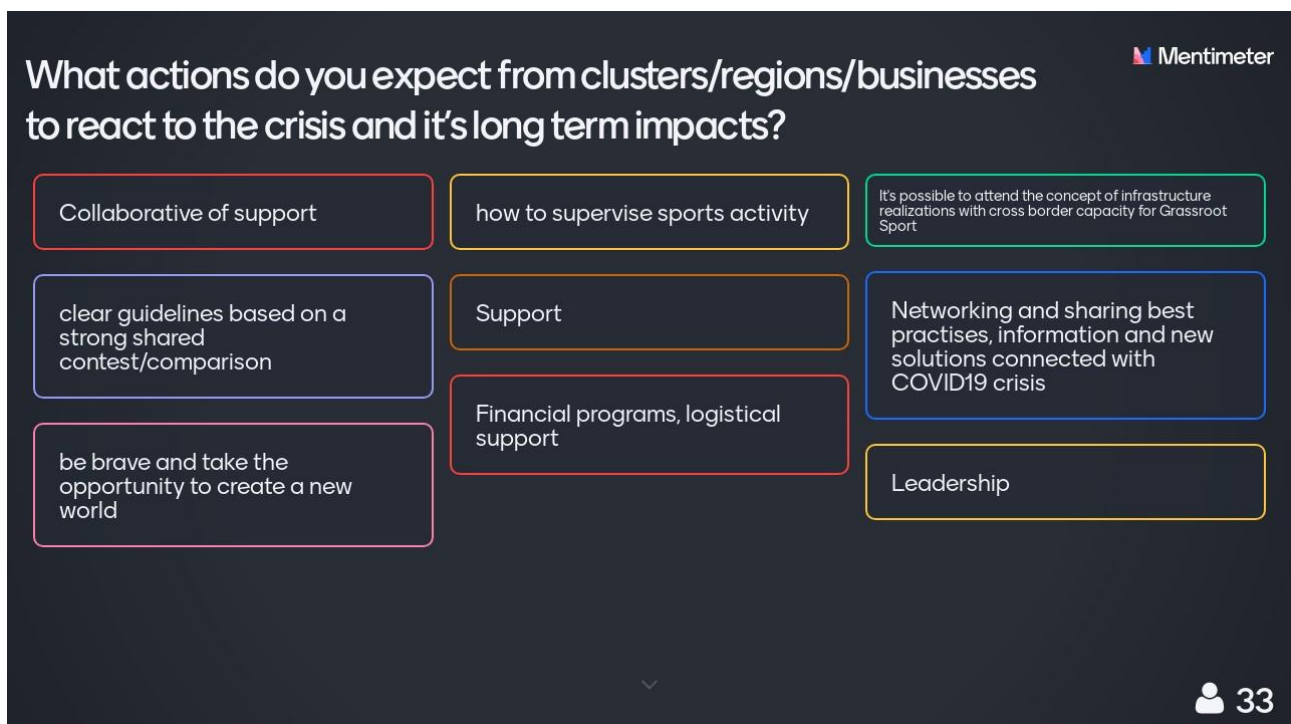 What actions do you expect from clusters/regions/businesses
to react to the crisis and it's long term impacts?
Mentimeter
Collaborative of support
how to supervise sports activity
It's possible to attend the concept of infrastructure
realizations with cross border capacity for Grassroot
Sport
clear guidelines based on a
strong shared
contest/comparison
Support
Networking and sharing best
practises, information and new
solutions connected with
COVID19 crisis
Financial programs, logistical
support
be brave and take the
opportunity to create a new
world
Leadership
33